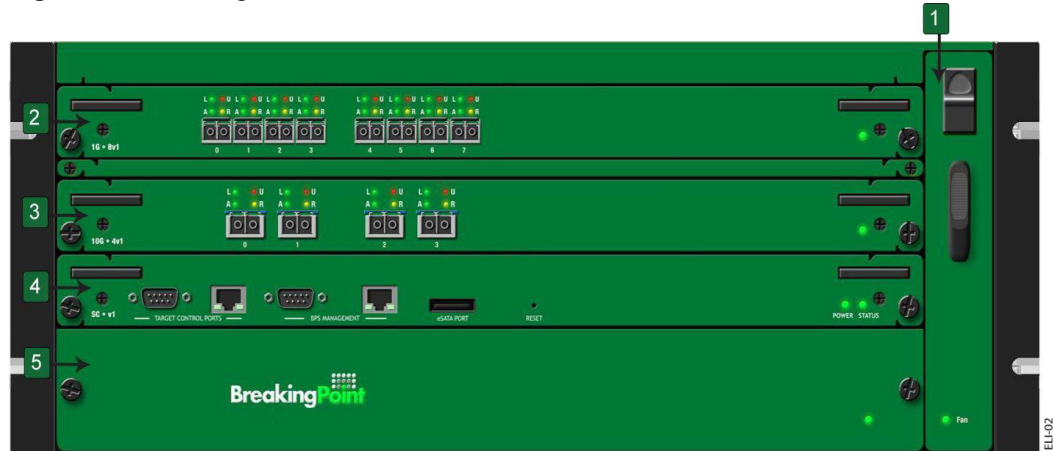 1
L U L U L U L U L U L U L U L U
A R A R A R A R A R A R A R A R
2
1G • 8v1
0 1 2 3 4 5 6 7
L U L U L U L U
A R A R A R A R
3
10G • 4v1
0 1 2 3
4
SC • v1
TARGET CONTROL PORTS
BPS MANAGEMENT
eSATA PORT
RESET
POWER STATUS
5
BreakingPoint
Fan
ELI-02